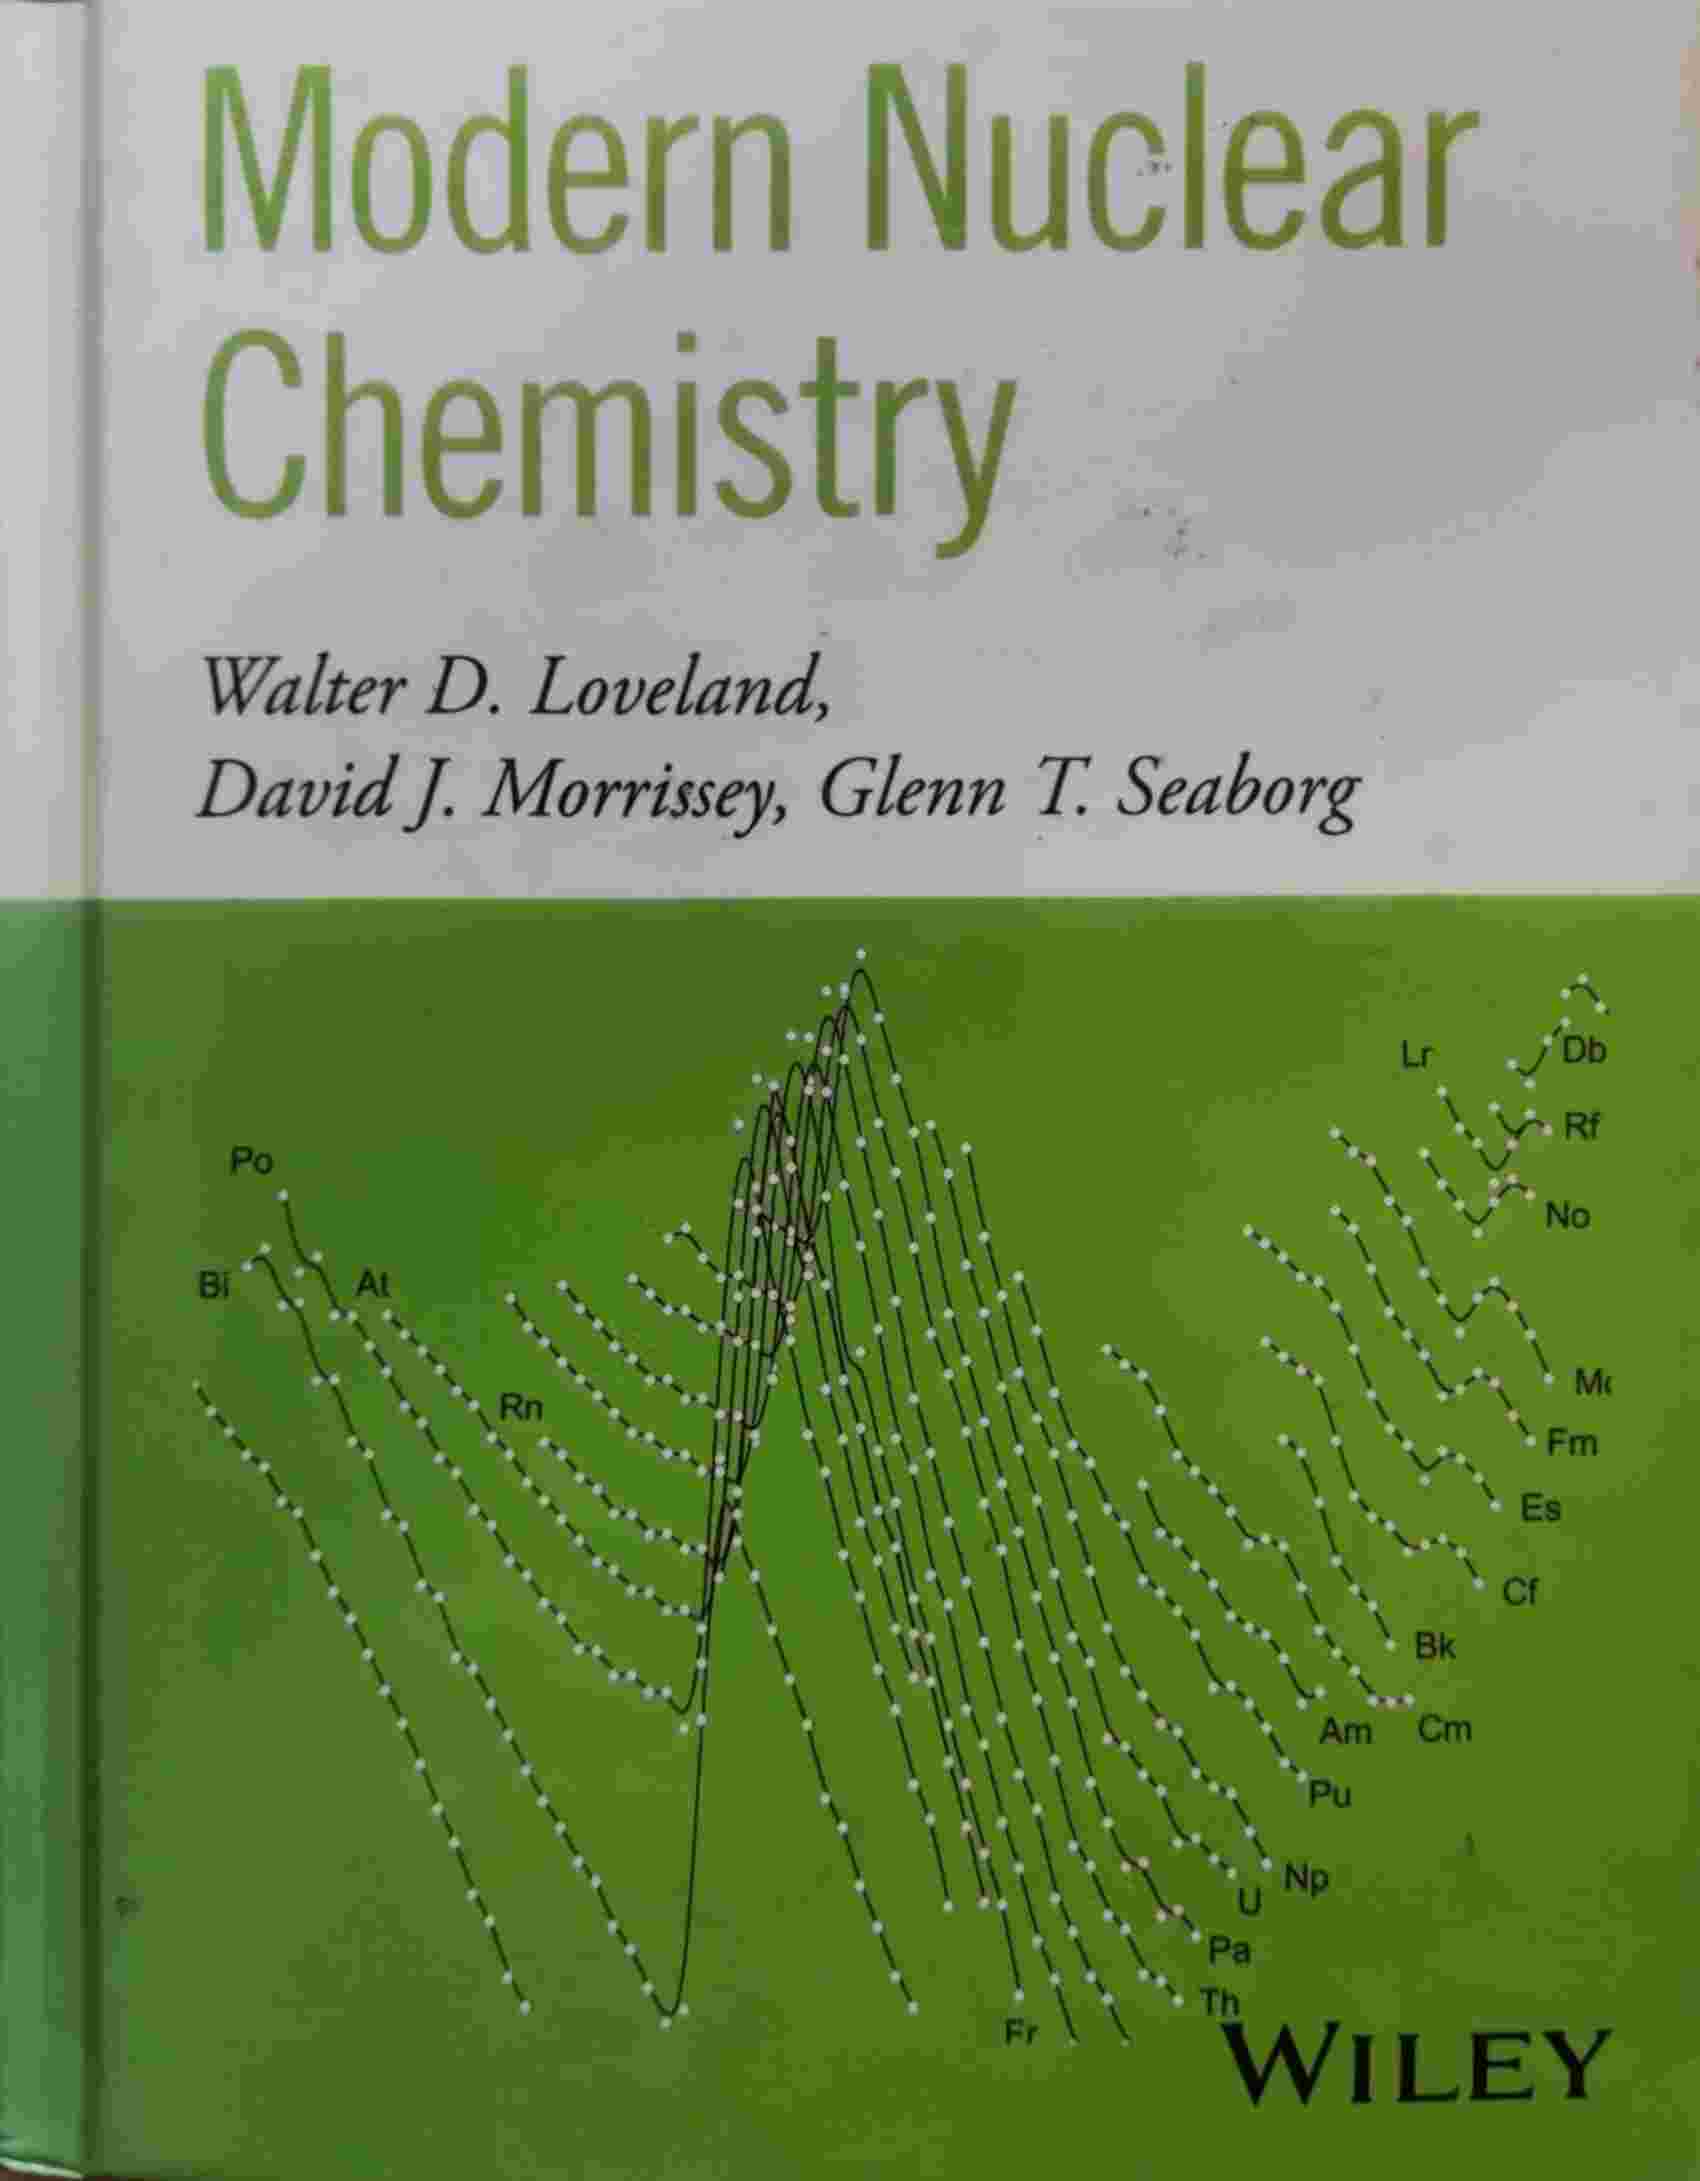 Modern Nuclear
Chemistry
Walter D. Loveland,
David J. Morrissey, Glenn T. Seaborg
Lr
Db
Rf
Po
No
Bi
At
Rn
Fm
Es
Cf
Bk
Am
Cm
Pu
Np
U
Pa
Th
Fr
WILEY